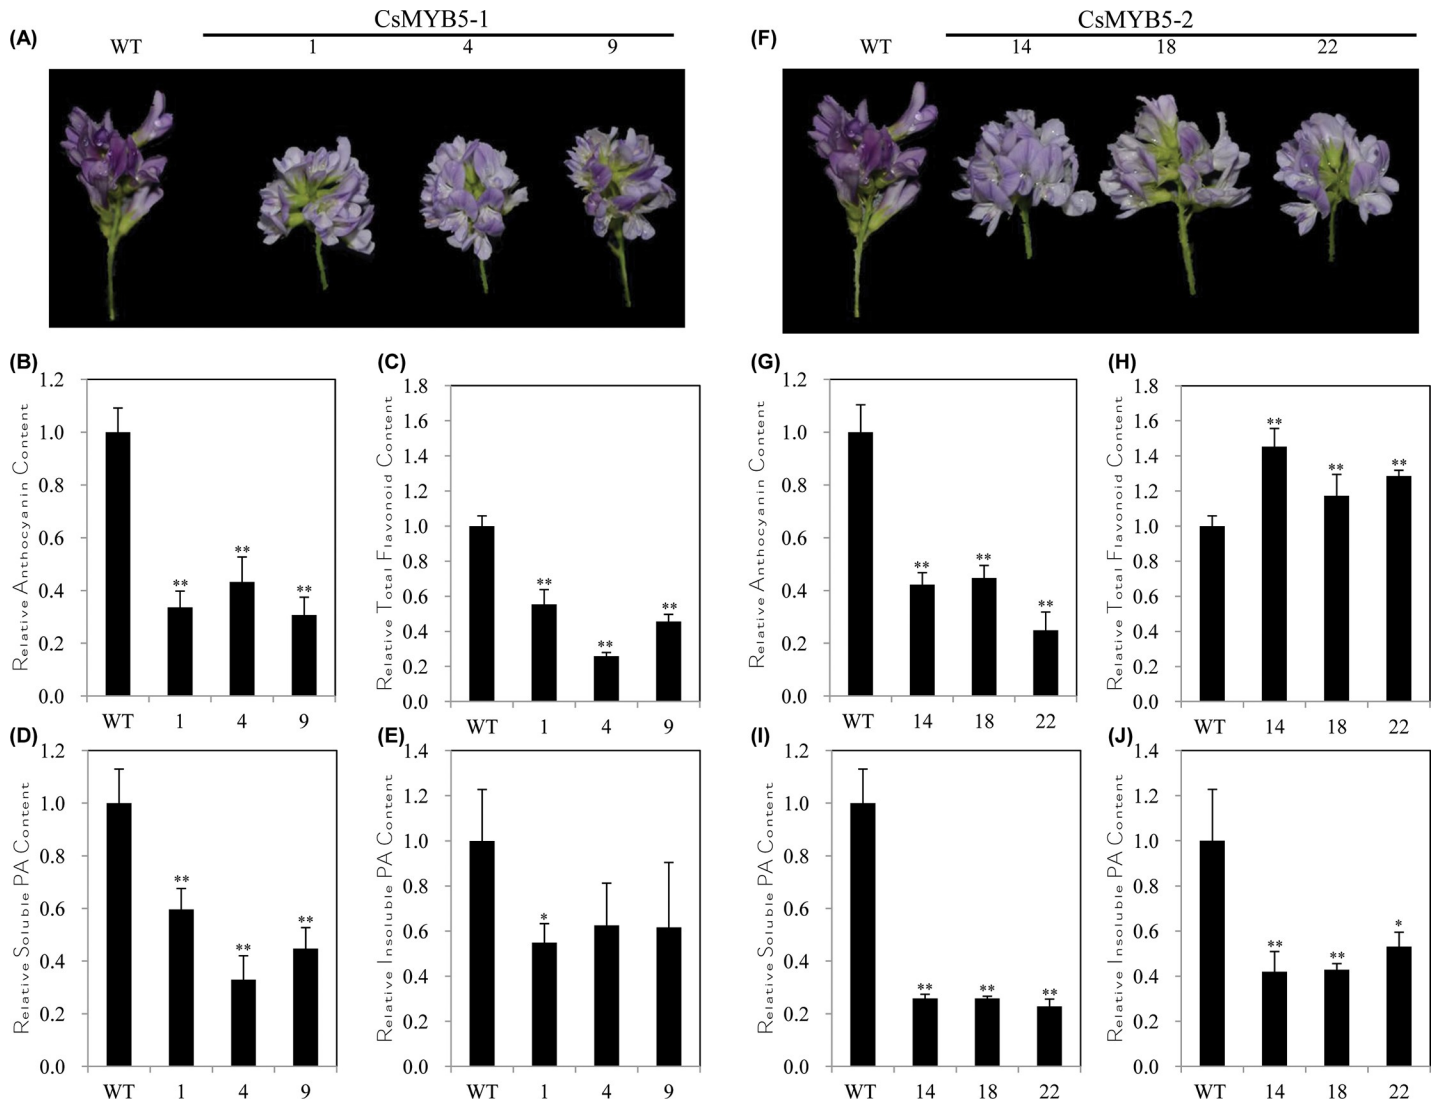 CsMYB5-1
(A) WT 1 4 9
CsMYB5-2
(F) WT 14 18 22
(B)
Relative Anthocyanin Content
1.2
1.0
0.8
0.6
0.4
0.2
0.0
** ** **
WT 1 4 9
(C)
Relative Total Flavonoid Content
1.8
1.6
1.4
1.2
1.0
0.8
0.6
0.4
0.2
0.0
** ** **
WT 1 4 9
(G)
Relative Anthocyanin Content
1.2
1.0
0.8
0.6
0.4
0.2
0.0
** ** **
WT 14 18 22
(H)
Relative Total Flavonoid Content
1.8
1.6
1.4
1.2
1.0
0.8
0.6
0.4
0.2
0.0
** ** **
WT 14 18 22
(D)
Relative Soluble PA Content
1.2
1.0
0.8
0.6
0.4
0.2
0.0
** ** **
WT 1 4 9
(E)
Relative Insoluble PA Content
1.4
1.2
1.0
0.8
0.6
0.4
0.2
0.0
*
WT 1 4 9
(I)
Relative Soluble PA Content
1.2
1.0
0.8
0.6
0.4
0.2
0.0
** ** **
WT 14 18 22
(J)
Relative Insoluble PA Content
1.4
1.2
1.0
0.8
0.6
0.4
0.2
0.0
** ** *
WT 14 18 22